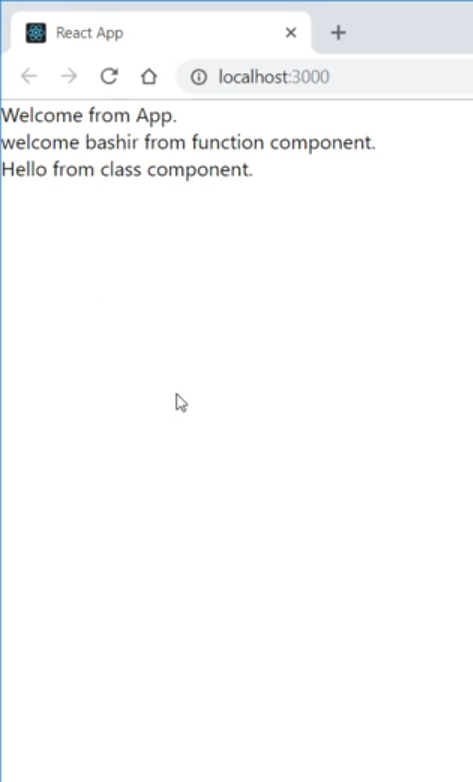 React App
localhost:3000
Welcome from App.
welcome bashir from function component.
Hello from class component.